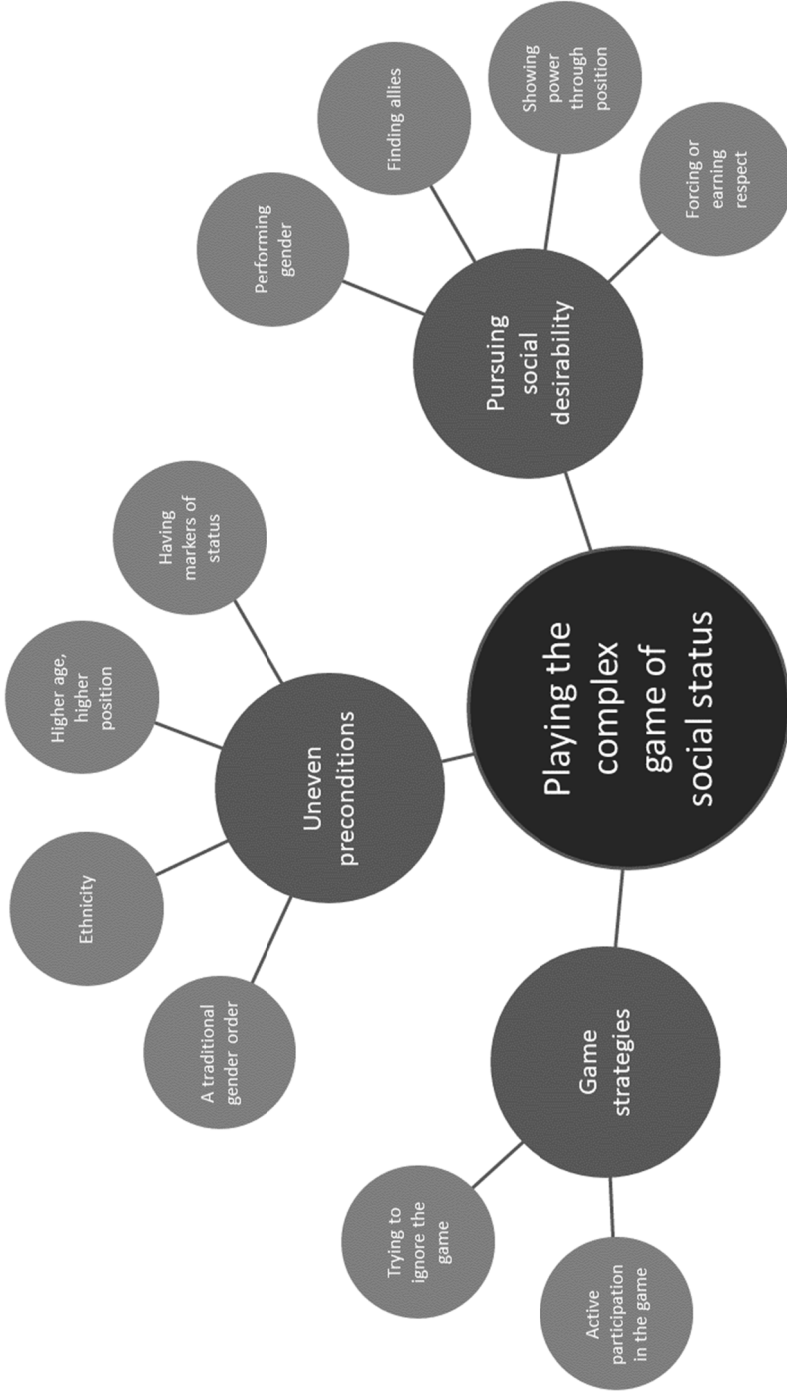 Playing the
complex
game of
social status
Game
strategies
Active
participation
in the game
Trying to
ignore the
game
Uneven
preconditions
A traditional
gender order
Ethnicity
Higher age,
higher
position
Having
markers of
status
Pursuing
social
desirability
Performing
gender
Finding allies
Showing
power
through
position
Forcing or
earning
respect